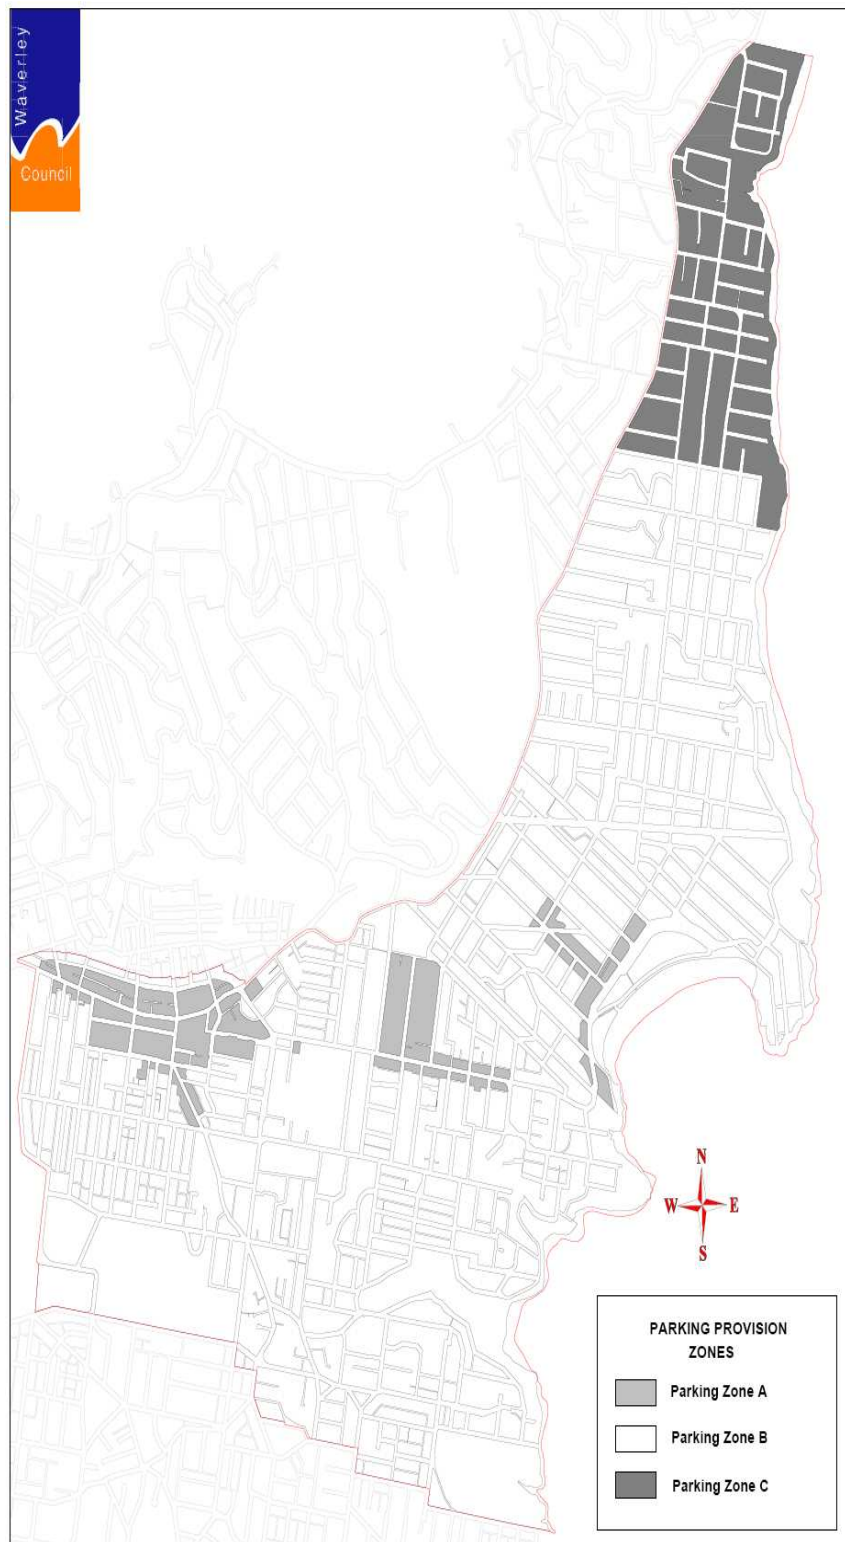 Waverley
Council
N
W E
S
PARKING PROVISION
ZONES
Parking Zone A
Parking Zone B
Parking Zone C